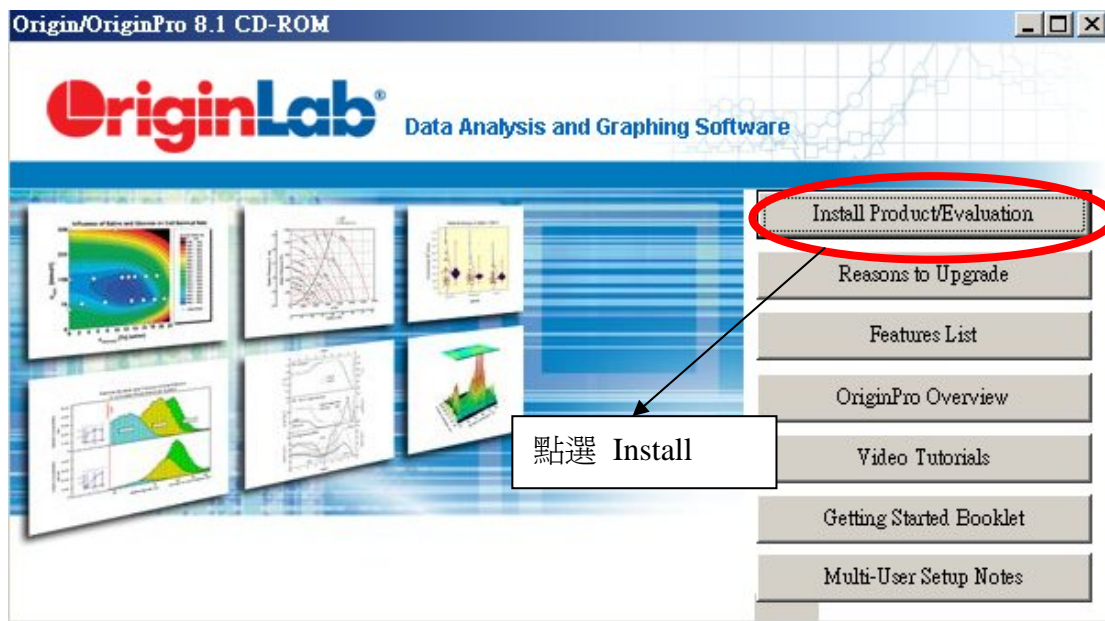 Origin/OriginPro 8.1 CD-ROM
OriginLab®
Data Analysis and Graphing Software
Install Product/Evaluation
Reasons to Upgrade
Features List
OriginPro Overview
點選 Install
Video Tutorials
Getting Started Booklet
Multi-User Setup Notes